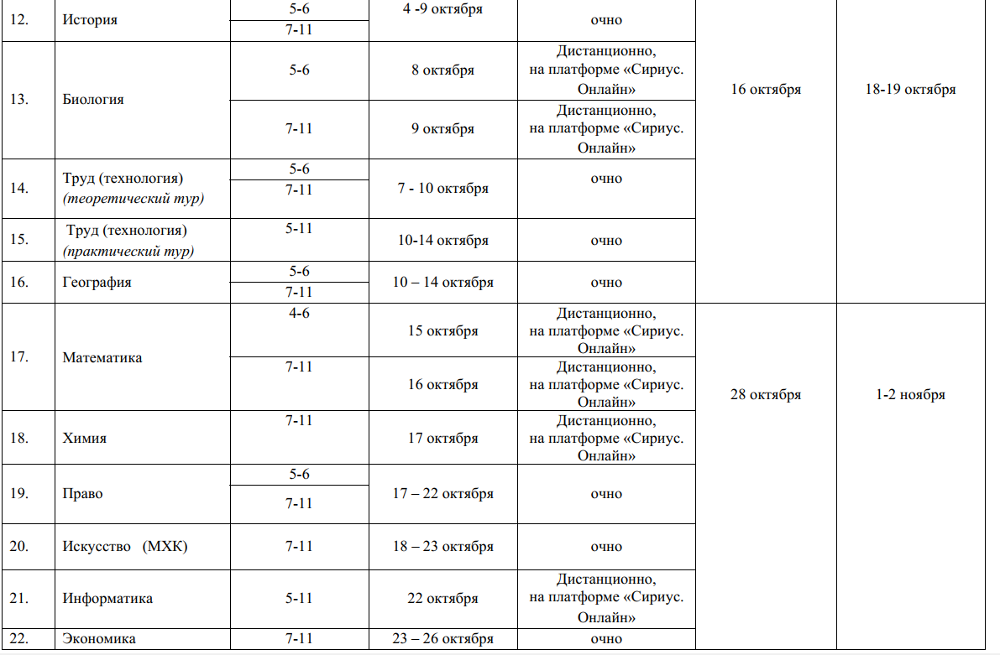 12.
История
5-6
7-11
4 -9 октября
очно
16 октября
18-19 октября
13.
Биология
5-6
8 октября
Дистанционно,
на платформе «Сириус.
Онлайн»
7-11
9 октября
Дистанционно,
на платформе «Сириус.
Онлайн»
14.
Труд (технология)
(теоретический тур)
5-6
7-11
7 - 10 октября
очно
15.
Труд (технология)
(практический тур)
5-11
10-14 октября
очно
16.
География
5-6
7-11
10 – 14 октября
очно
17.
Математика
4-6
15 октября
Дистанционно,
на платформе «Сириус.
Онлайн»
7-11
16 октября
Дистанционно,
на платформе «Сириус.
Онлайн»
28 октября
1-2 ноября
18.
Химия
7-11
17 октября
Дистанционно,
на платформе «Сириус.
Онлайн»
19.
Право
5-6
7-11
17 – 22 октября
очно
20.
Искусство (МХК)
7-11
18 – 23 октября
очно
21.
Информатика
5-11
22 октября
Дистанционно,
на платформе «Сириус.
Онлайн»
22.
Экономика
7-11
23 – 26 октября
очно